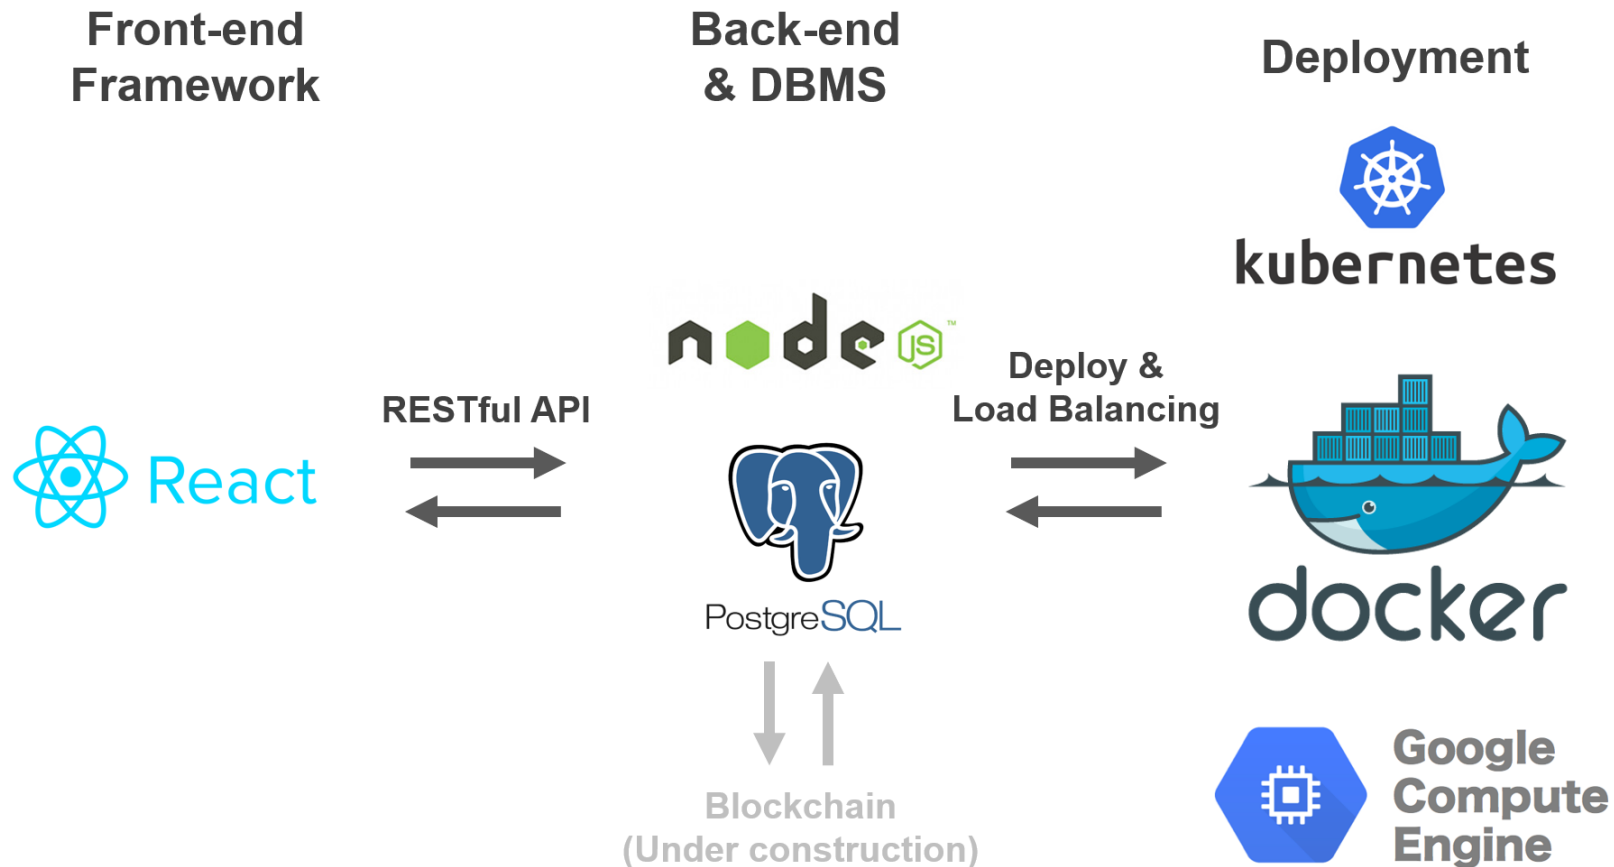 Front-end
Framework
Back-end
& DBMS
Deployment
kubernetes
node
JS
TM
Deploy &
Load Balancing
RESTful API
React
PostgreSQL
docker
Blockchain
(Under construction)
Google
Compute
Engine